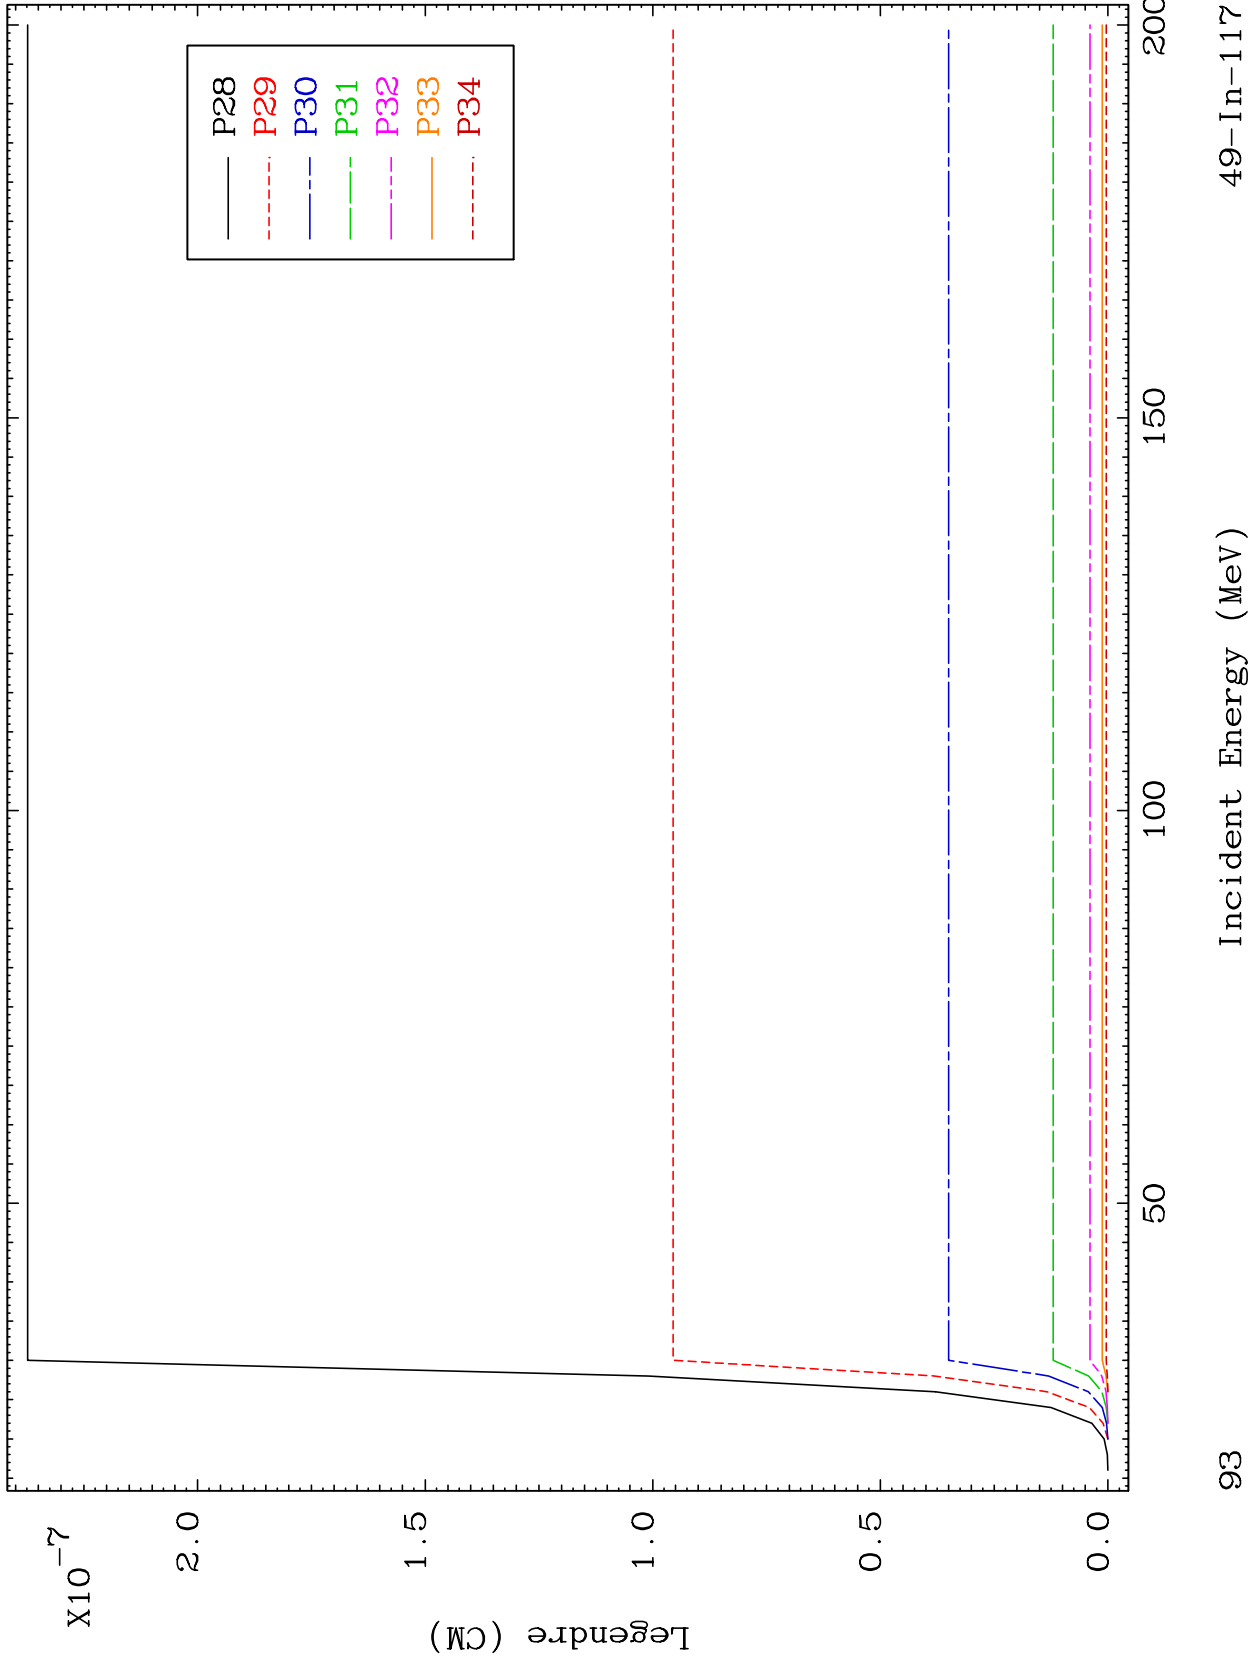 X10-7
Legendre (CM)
2.0
1.5
1.0
0.5
0.0
P28
P29
P30
P31
P32
P33
P34
50
100
150
200
Incident Energy (MeV)
93
49-In-117